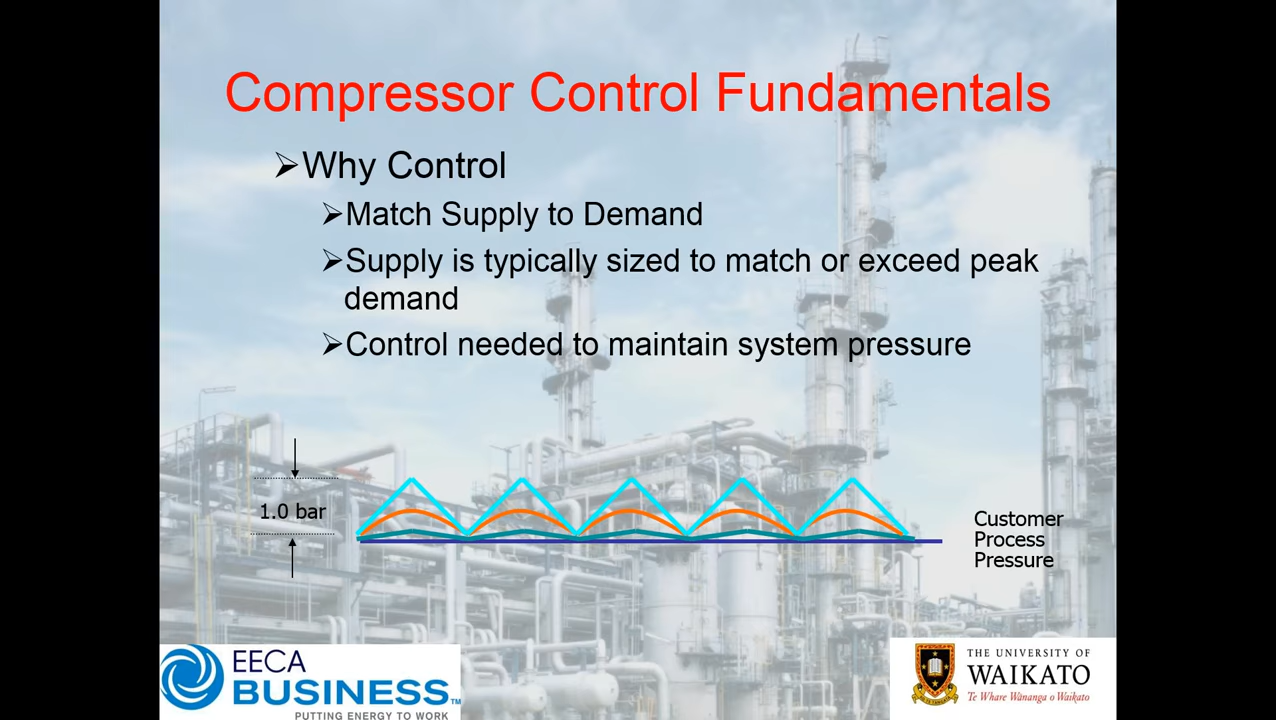 Compressor Control Fundamentals
Why Control
Match Supply to Demand
Supply is typically sized to match or exceed peak
demand
Control needed to maintain system pressure
1.0 bar
Customer
Process
Pressure
EECA
BUSINESS™
PUTTING ENERGY TO WORK
THE UNIVERSITY OF
WAIKATO
Te Whare Wānanga o Waikato